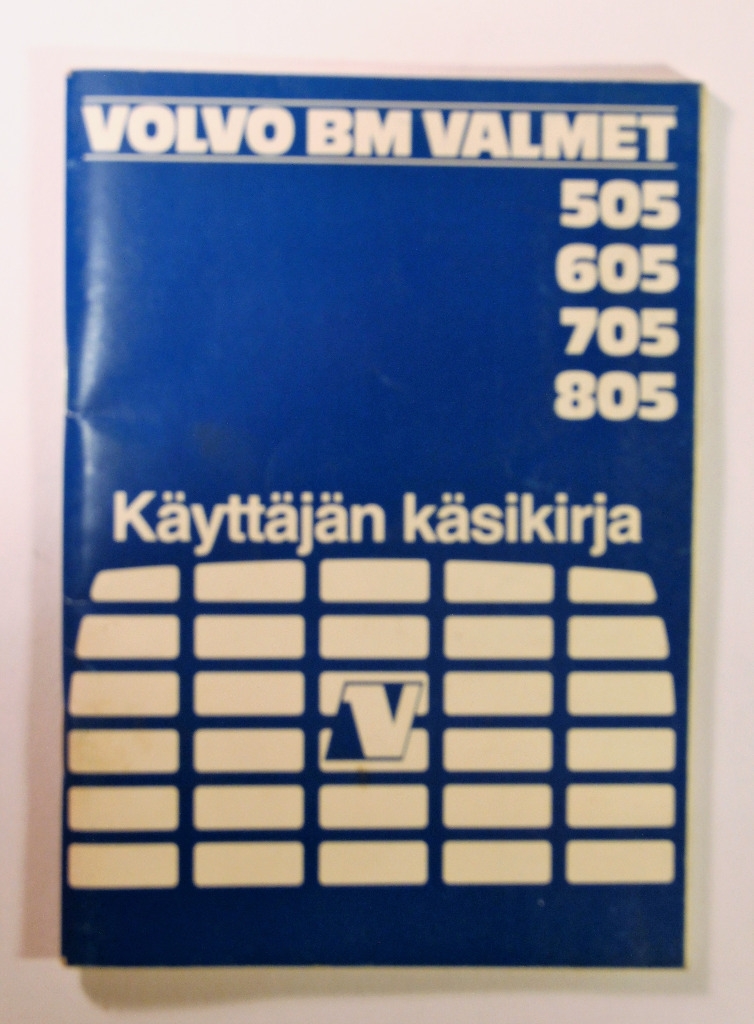 VOLVO BM VALMET
505
605
705
805
Käyttäjän käsikirja
V